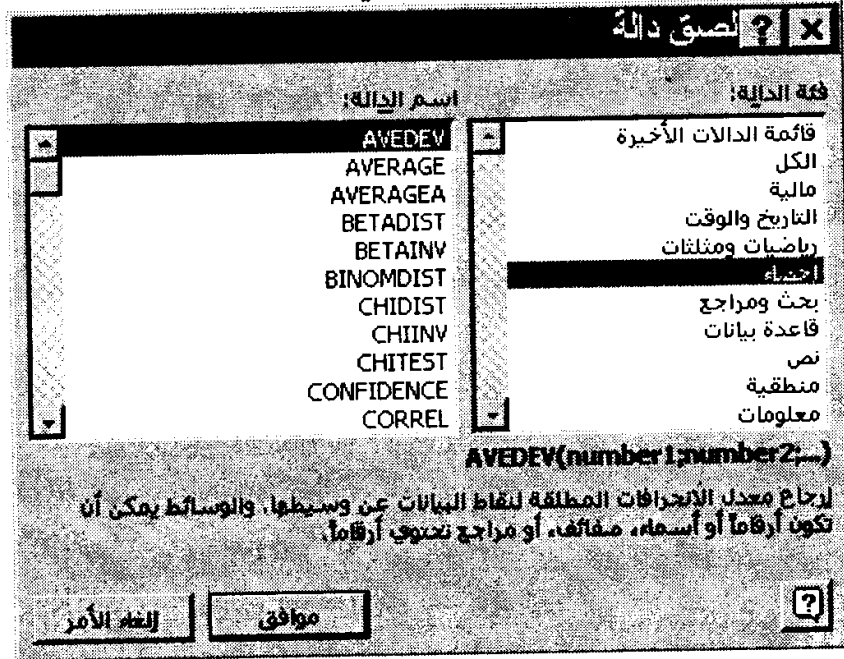 لصق دالة
فئة الدالة:
قائمة الدالات الأخيرة
الكل
مالية
التاريخ والوقت
رياضيات ومثلثات
احصاء
بحث ومراجع
قاعدة بيانات
نص
منطقية
معلومات
اسم الدالة:
AVEDEV
AVERAGE
AVERAGEA
BETADIST
BETAINV
BINOMDIST
CHIDIST
CHIINV
CHITEST
CONFIDENCE
CORREL
AVEDEV(number1;number2;...)
إرجاع معدل الانحرافات المطلقة لنقاط البيانات عن وسيطها. والوسائط يمكن أن
تكون أرقاماً أو أسماء، صفائف، أو مراجع تحتوي أرقاماً.
موافق
إلغاء الأمر